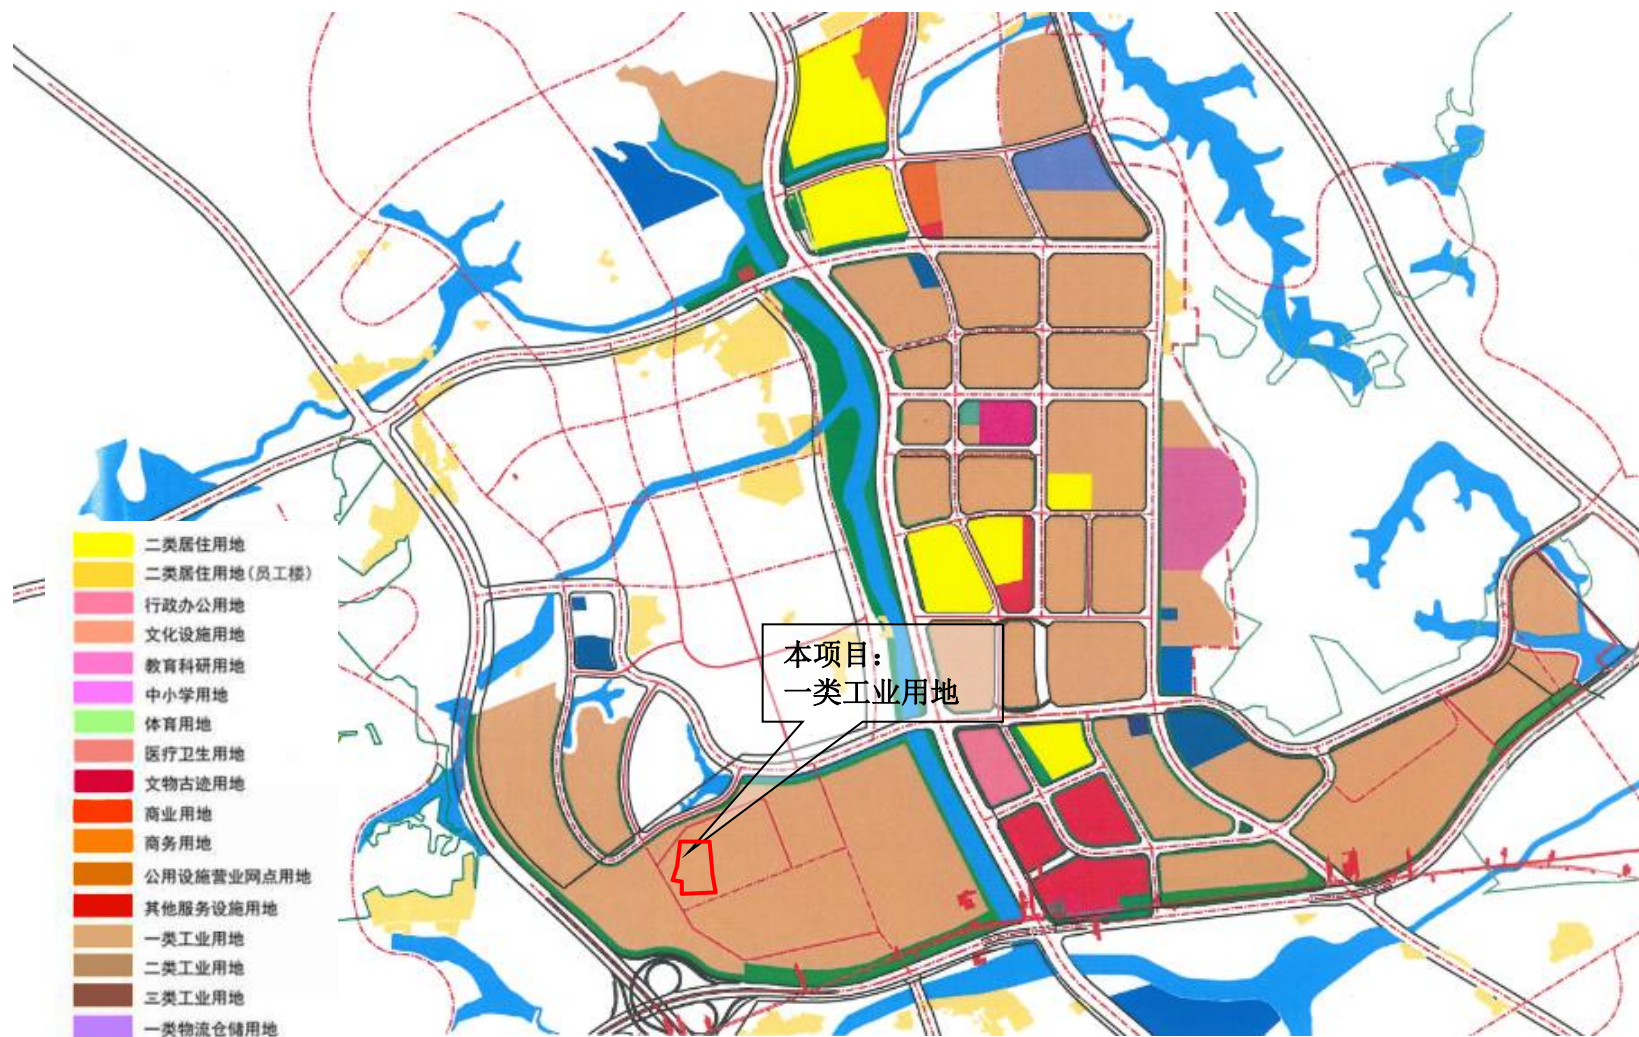 本项目：
一类工业用地
二类居住用地
二类居住用地(员工楼)
行政办公用地
文化设施用地
教育科研用地
中小学用地
体育用地
医疗卫生用地
文物古迹用地
商业用地
商务用地
公用设施营业网点用地
其他服务设施用地
一类工业用地
二类工业用地
三类工业用地
一类物流仓储用地